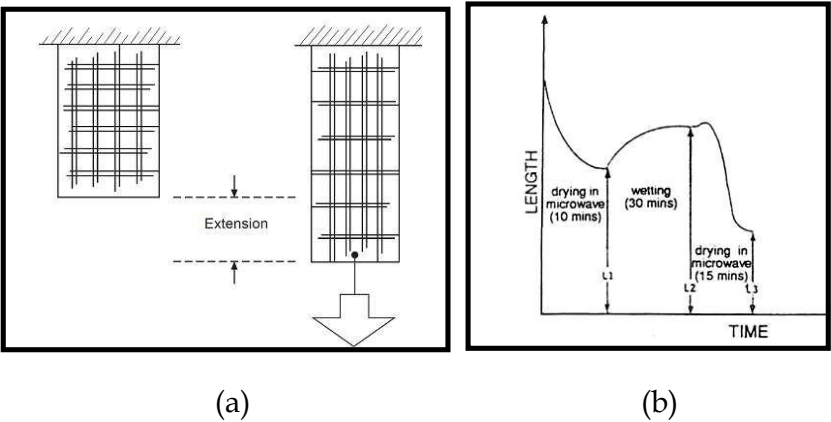 Extension
LENGTH
drying in
microwave
(10 mins)
wetting
(30 mins)
drying in
microwave
(15 mins)
L1
L2
L3
TIME
(a)
(b)